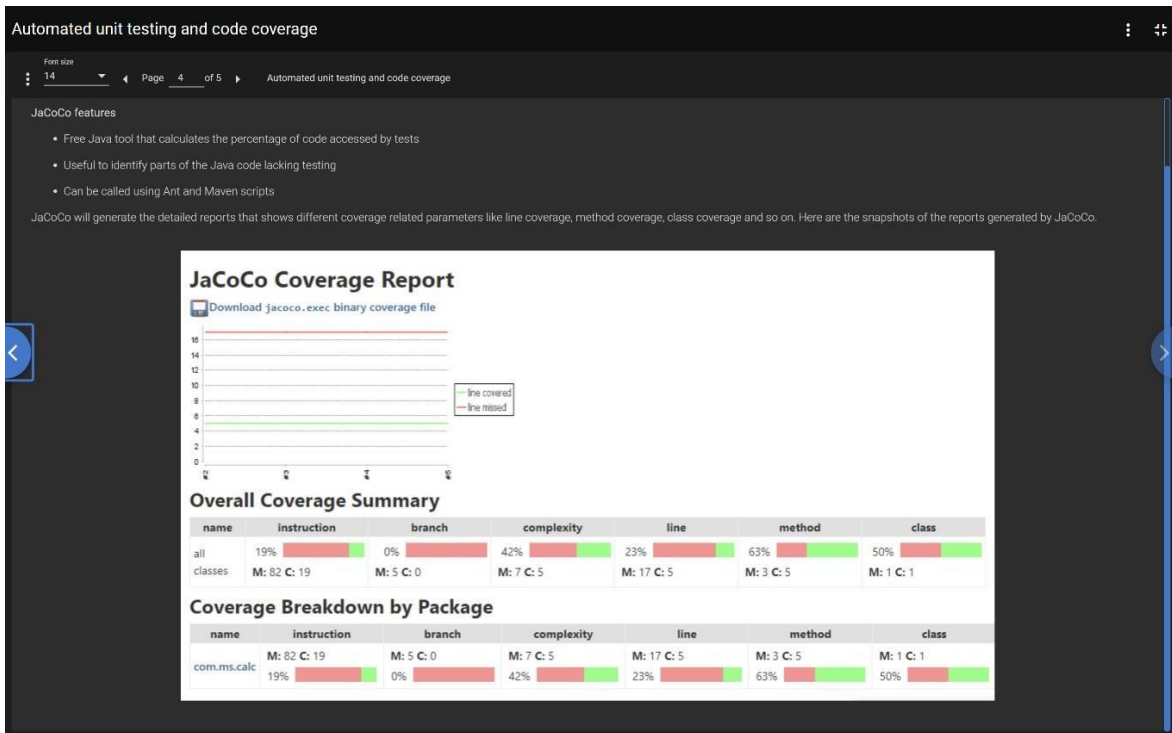 Automated unit testing and code coverage
Font size
14
Page 4 of 5
Automated unit testing and code coverage
JaCoCo features
• Free Java tool that calculates the percentage of code accessed by tests
• Useful to identify parts of the Java code lacking testing
• Can be called using Ant and Maven scripts
JaCoCo will generate the detailed reports that shows different coverage related parameters like line coverage, method coverage, class coverage and so on. Here are the snapshots of the reports generated by JaCoCo.
JaCoCo Coverage Report
Download jacoco.exec binary coverage file
16
14
12
10
8
6
4
2
0
line covered
line missed
#2 #3 #4 #5
Overall Coverage Summary
name instruction branch complexity line method class
all classes
19% 0% 42% 23% 63% 50%
M: 82 C: 19 M: 5 C: 0 M: 7 C: 5 M: 17 C: 5 M: 3 C: 5 M: 1 C: 1
Coverage Breakdown by Package
name instruction branch complexity line method class
com.ms.calc
M: 82 C: 19 M: 5 C: 0 M: 7 C: 5 M: 17 C: 5 M: 3 C: 5 M: 1 C: 1
19% 0% 42% 23% 63% 50%